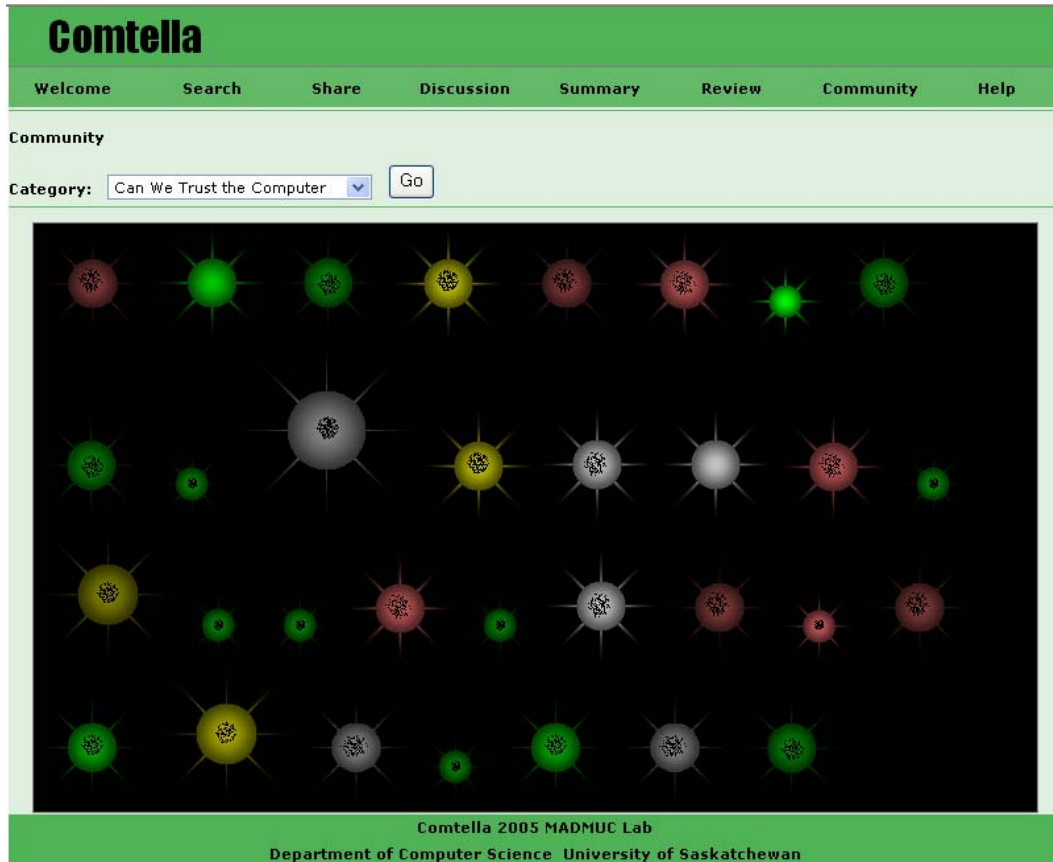 Comtella
Welcome Search Share Discussion Summary Review Community Help
Community
Category: Can We Trust the Computer Go
Comtella 2005 MADMUC Lab
Department of Computer Science University of Saskatchewan